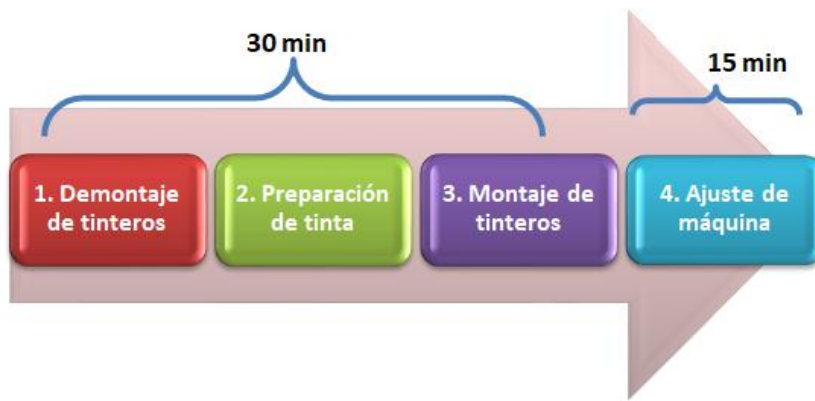 30 min
15 min
1. Demontaje
de tinteros
2. Preparación
de tinta
3. Montaje de
tinteros
4. Ajuste de
máquina